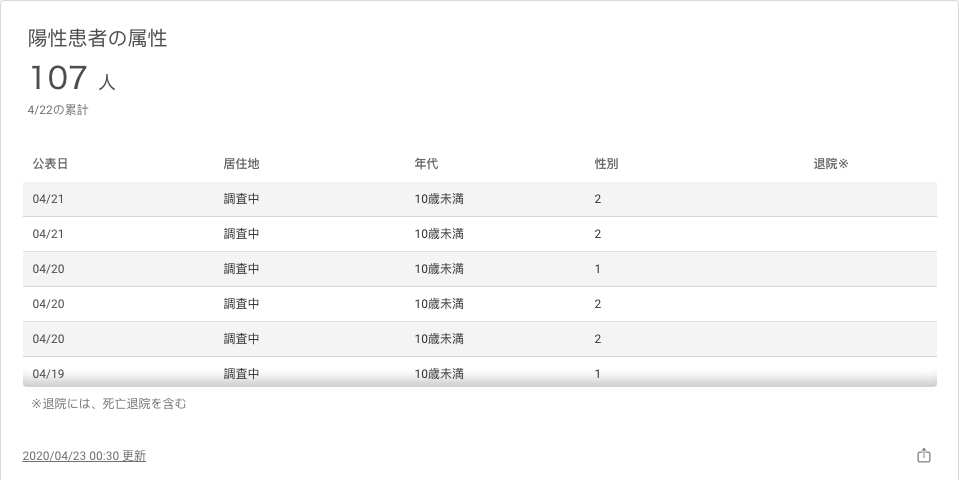 陽性患者の属性
107 人
4/22の累計
公表日 居住地 年代 性別 退院※
04/21 調査中 10歳未満 2
04/21 調査中 10歳未満 2
04/20 調査中 10歳未満 1
04/20 調査中 10歳未満 2
04/20 調査中 10歳未満 2
04/19 調査中 10歳未満 1
※退院には、死亡退院を含む
2020/04/23 00:30 更新